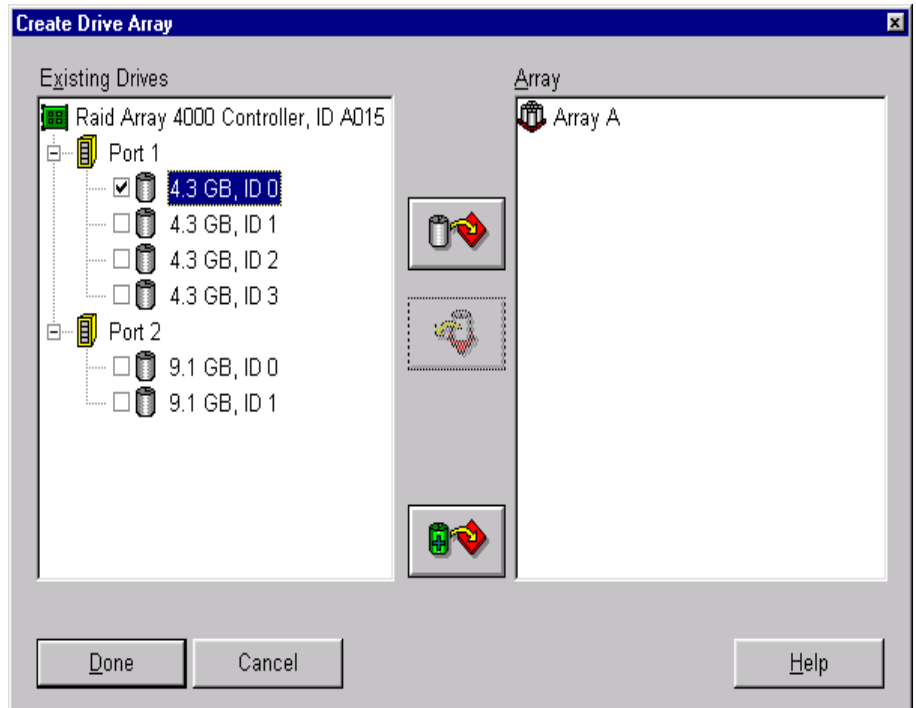 Create Drive Array
Existing Drives
Array
Raid Array 4000 Controller, ID A015
Array A
Port 1
4.3 GB, ID 0
4.3 GB, ID 1
4.3 GB, ID 2
4.3 GB, ID 3
Port 2
9.1 GB, ID 0
9.1 GB, ID 1
Done
Cancel
Help